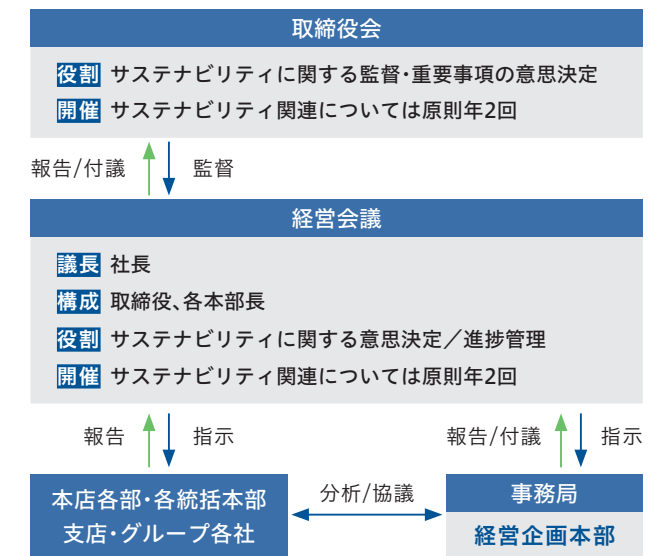 取締役会
役割 サステナビリティに関する監督・重要事項の意思決定
開催 サステナビリティ関連については原則年2回
報告/付議 監督
経営会議
議長 社長
構成 取締役、各本部長
役割 サステナビリティに関する意思決定／進捗管理
開催 サステナビリティ関連については原則年2回
報告 指示 報告/付議 指示
本店各部・各統括本部
支店・グループ各社
分析/協議
事務局
経営企画本部